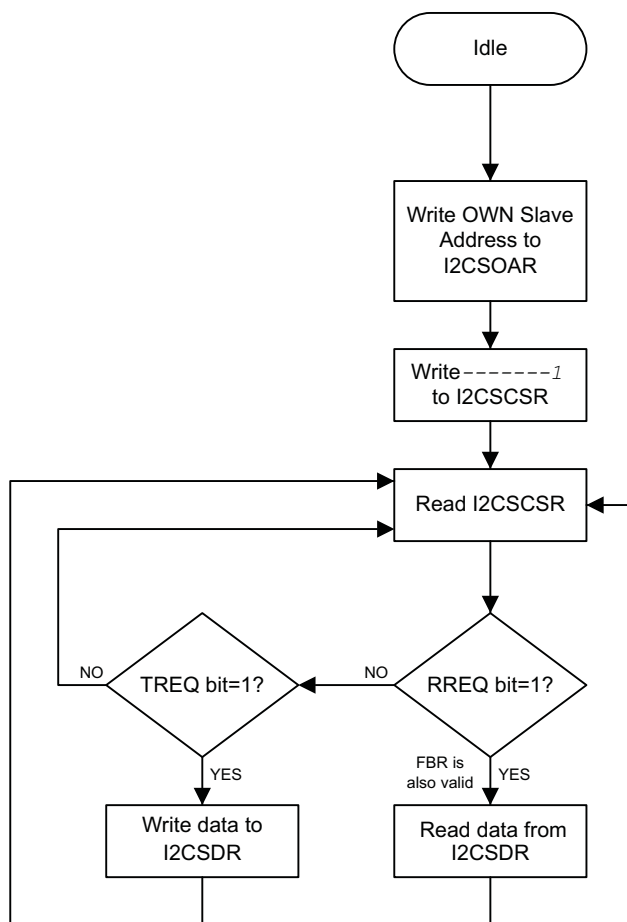 Idle
Write OWN Slave
Address to
I2CSOAR
Write -------1
to I2CSCSR
Read I2CSCSR
NO
TREQ bit=1?
NO
RREQ bit=1?
YES
FBR is
also valid
YES
Write data to
I2CSDR
Read data from
I2CSDR